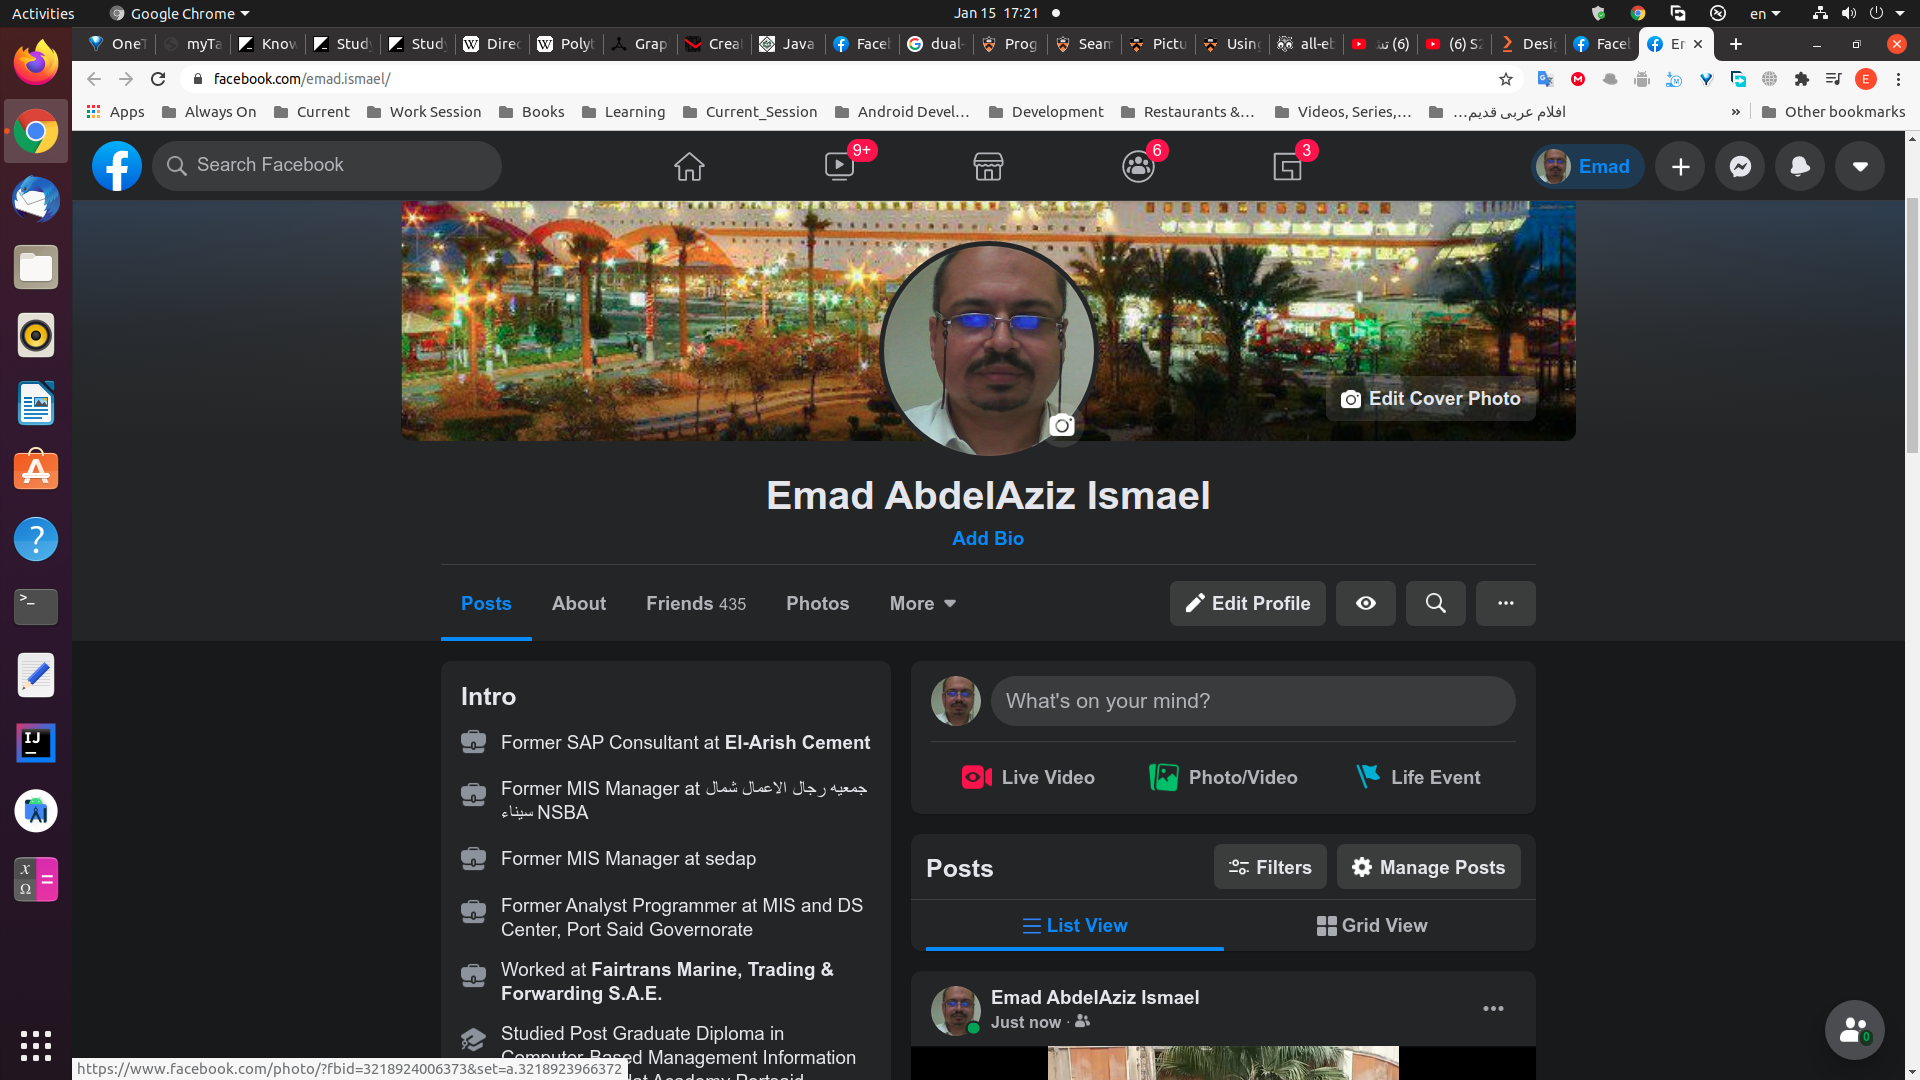 Activities
Google Chrome
Jan 15 17:21
en
OneT
myTa
Know
Study
Study
Direc
Polyt
Grap
Creat
Java
Faceb
dual-
Prog
Seam
Pictu
Using
all-eb
(6)
(6) S2
Desig
Faceb
Em
facebook.com/emad.ismael/
E
Apps
Always On
Current
Work Session
Books
Learning
Current_Session
Android Devel...
Development
Restaurants &...
Videos, Series,...
افلام عربى قديم...
»
Other bookmarks
Search Facebook
9+
6
3
Emad
Edit Cover Photo
Emad AbdelAziz Ismael
Add Bio
Posts
About
Friends 435
Photos
More
Edit Profile
Intro
Former SAP Consultant at El-Arish Cement
Former MIS Manager at جمعيه رجال الاعمال شمال
سيناء NSBA
Former MIS Manager at sedap
Former Analyst Programmer at MIS and DS
Center, Port Said Governorate
Worked at Fairtrans Marine, Trading &
Forwarding S.A.E.
Studied Post Graduate Diploma in
Computer-Based Management Information
What's on your mind?
Live Video
Photo/Video
Life Event
Posts
Filters
Manage Posts
List View
Grid View
Emad AbdelAziz Ismael
Just now ·
0
https://www.facebook.com/photo/?fbid=3218924006373&set=a.3218923966372